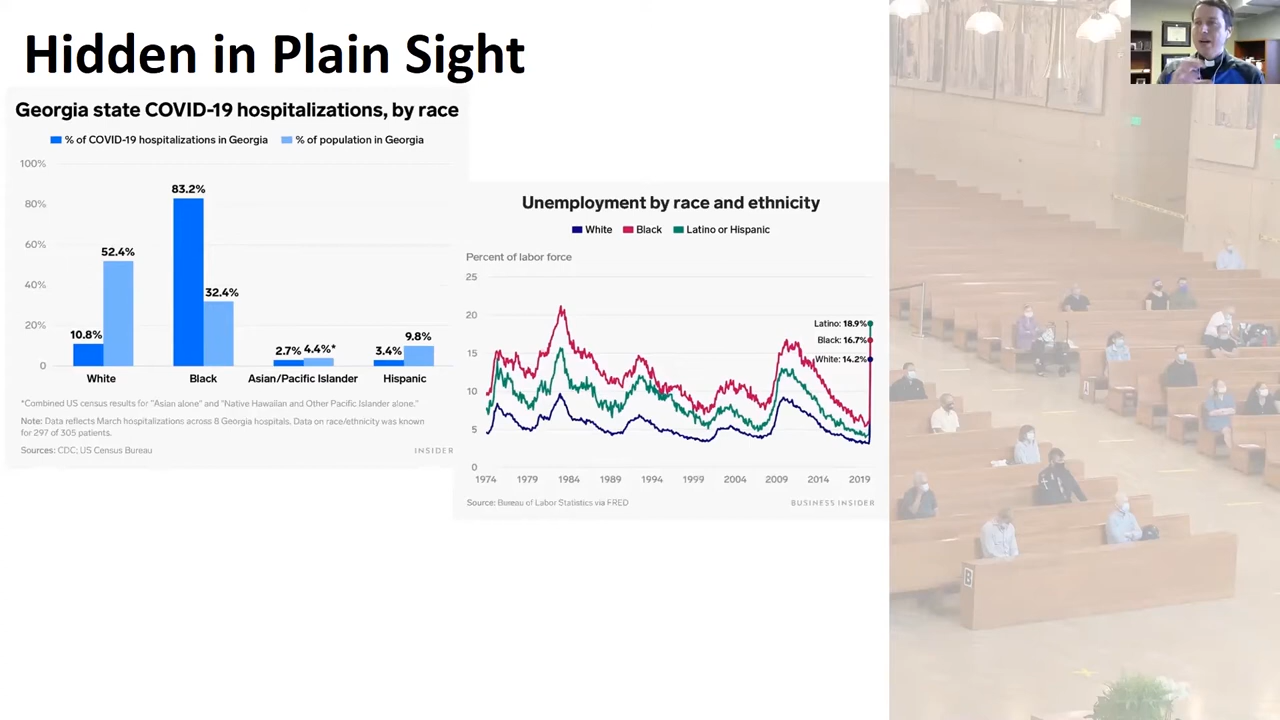 Hidden in Plain Sight
Georgia state COVID-19 hospitalizations, by race
% of COVID-19 hospitalizations in Georgia % of population in Georgia
100%
80%
60%
40%
20%
0
10.8%
52.4%
83.2%
32.4%
2.7%
4.4%*
3.4%
9.8%
White Black Asian/Pacific Islander Hispanic
*Combined US census results for "Asian alone" and "Native Hawaiian and Other Pacific Islander alone."
Note: Data reflects March hospitalizations across 8 Georgia hospitals. Data on race/ethnicity was known
for 297 of 305 patients.
Sources: CDC; US Census Bureau
INSIDER
Unemployment by race and ethnicity
White Black Latino or Hispanic
Percent of labor force
25
20
15
10
5
0
Latino: 18.9%
Black: 16.7%
White: 14.2%
1974 1979 1984 1989 1994 1999 2004 2009 2014 2019
Source: Bureau of Labor Statistics via FRED
BUSINESS INSIDER
B